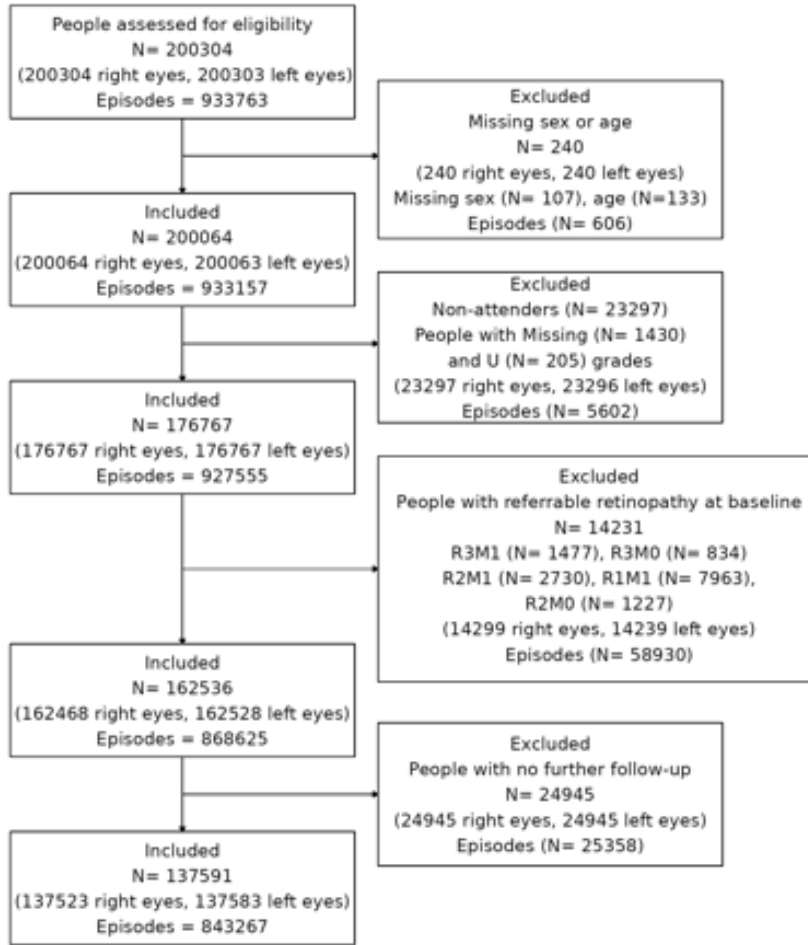 People assessed for eligibility
N= 200304
(200304 right eyes, 200303 left eyes)
Episodes = 933763
Excluded
Missing sex or age
N= 240
(240 right eyes, 240 left eyes)
Missing sex (N= 107), age (N=133)
Episodes (N= 606)
Included
N= 200064
(200064 right eyes, 200063 left eyes)
Episodes = 933157
Excluded
Non-attenders (N= 23297)
People with Missing (N= 1430)
and U (N= 205) grades
(23297 right eyes, 23296 left eyes)
Episodes (N= 5602)
Included
N= 176767
(176767 right eyes, 176767 left eyes)
Episodes = 927555
Excluded
People with referrable retinopathy at baseline
N= 14231
R3M1 (N= 1477), R3M0 (N= 834)
R2M1 (N= 2730), R1M1 (N= 7963),
R2M0 (N= 1227)
(14299 right eyes, 14239 left eyes)
Episodes (N= 58930)
Included
N= 162536
(162468 right eyes, 162528 left eyes)
Episodes = 868625
Excluded
People with no further follow-up
N= 24945
(24945 right eyes, 24945 left eyes)
Episodes (N= 25358)
Included
N= 137591
(137523 right eyes, 137583 left eyes)
Episodes = 843267